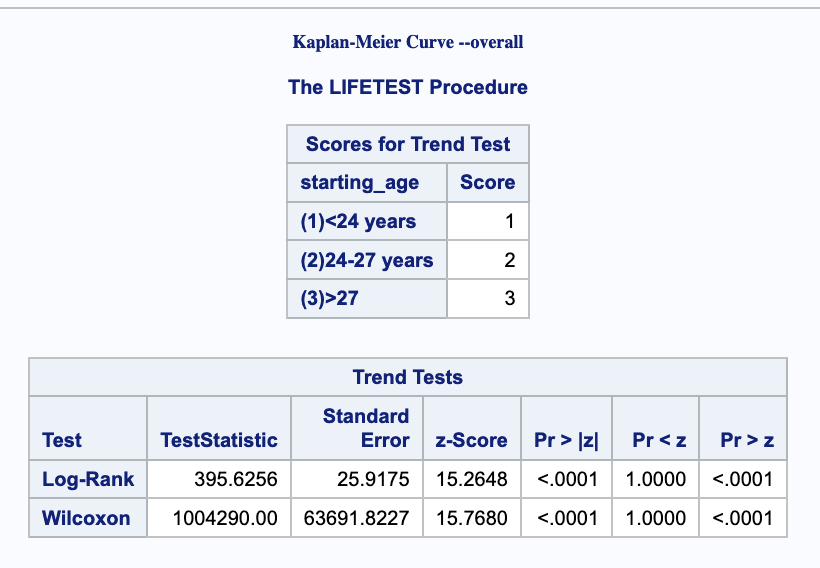 Kaplan-Meier Curve --overall
The LIFETEST Procedure
Scores for Trend Test
starting_age Score
(1)<24 years 1
(2)24-27 years 2
(3)>27 3
Trend Tests
Test TestStatistic Standard Error z-Score Pr > |z| Pr < z Pr > z
Log-Rank 395.6256 25.9175 15.2648 <.0001 1.0000 <.0001
Wilcoxon 1004290.00 63691.8227 15.7680 <.0001 1.0000 <.0001